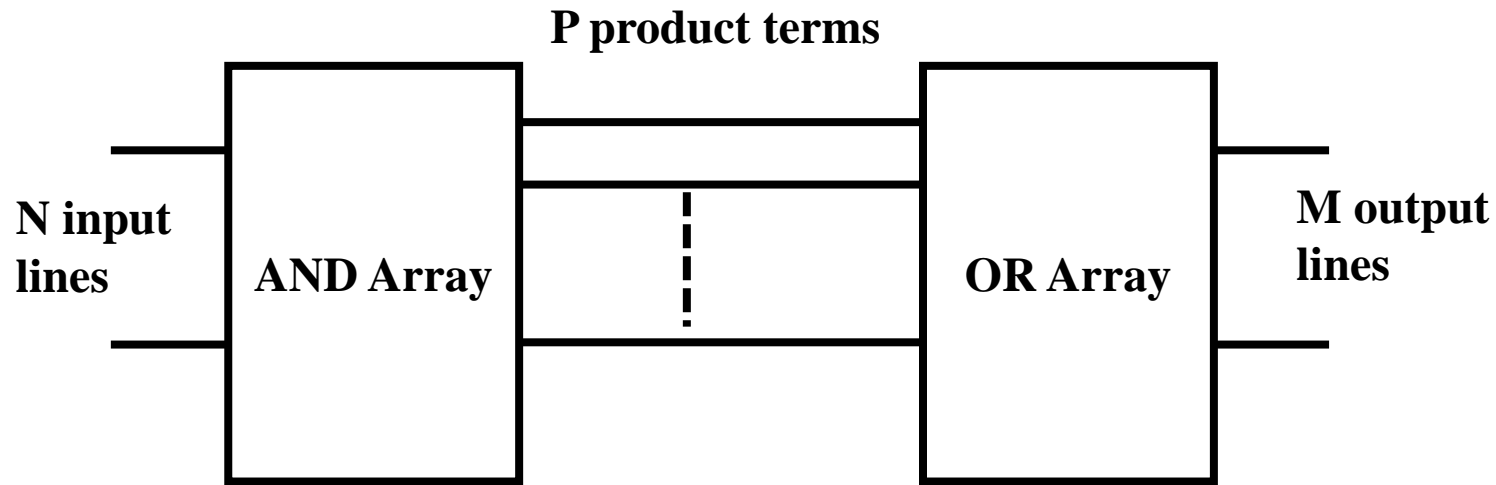 P product terms
N input
lines
AND Array
OR Array
M output
lines